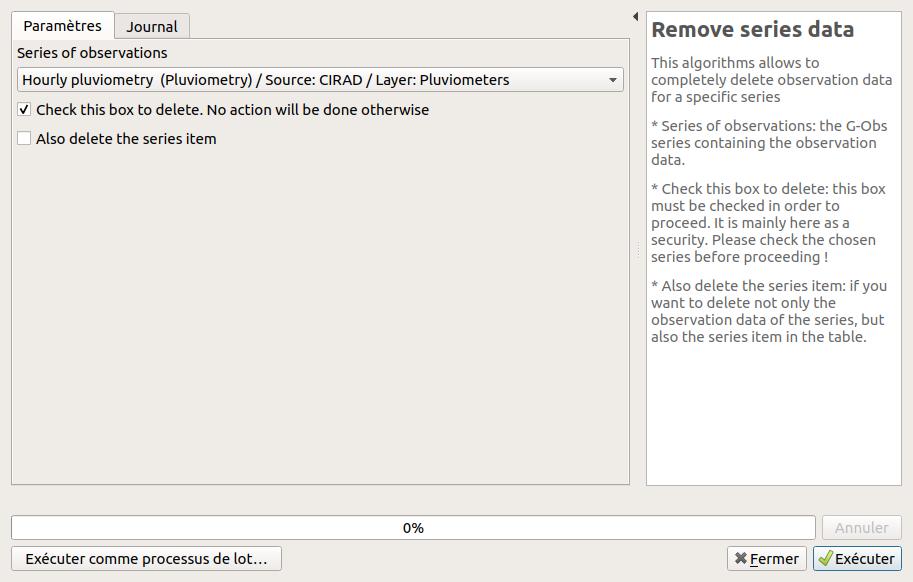 Paramètres
Journal
Series of observations
Hourly pluviometry  (Pluviometry) / Source: CIRAD / Layer: Pluviometers
Check this box to delete. No action will be done otherwise
Also delete the series item
Remove series data
This algorithms allows to
completely delete observation data
for a specific series
* Series of observations: the G-Obs
series containing the observation
data.
* Check this box to delete: this box
must be checked in order to
proceed. It is mainly here as a
security. Please check the chosen
series before proceeding !
* Also delete the series item: if you
want to delete not only the
observation data of the series, but
also the series item in the table.
0%
Annuler
Exécuter comme processus de lot…
Fermer
Exécuter